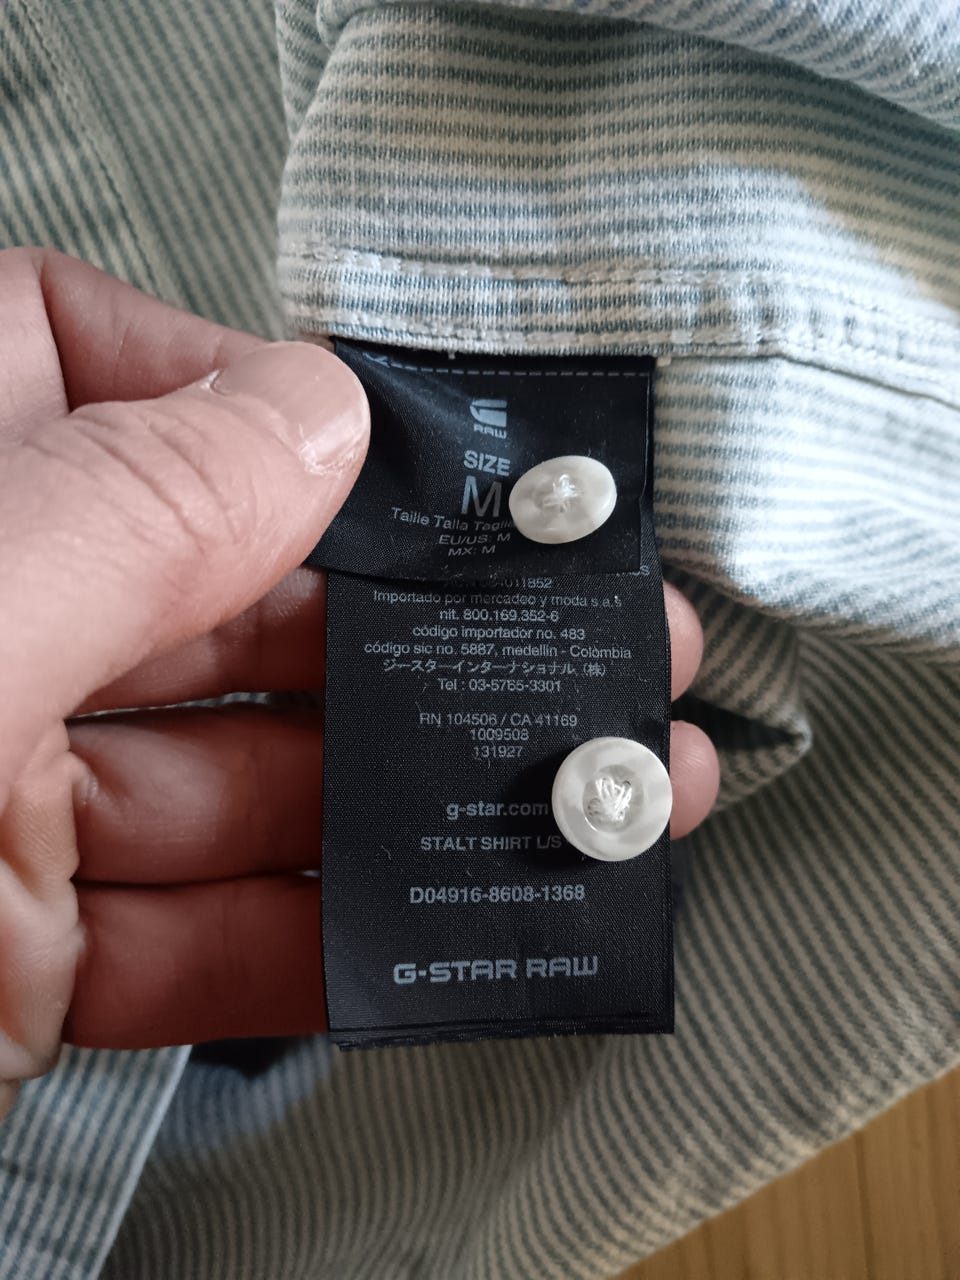 RAW
SIZE
M
Taille Talla Taglia
EU/US: M
MX: M
Importado por mercadeo y moda s.a.s
nit. 800.169.352-6
código importador no. 483
código sic no. 5887, medellin - Colombia
ジースターインターナショナル（株）
Tel : 03-5765-3301
RN 104506 / CA 41169
1009508
131927
g-star.com
STALT SHIRT L/S
D04916-8608-1368
G-STAR RAW